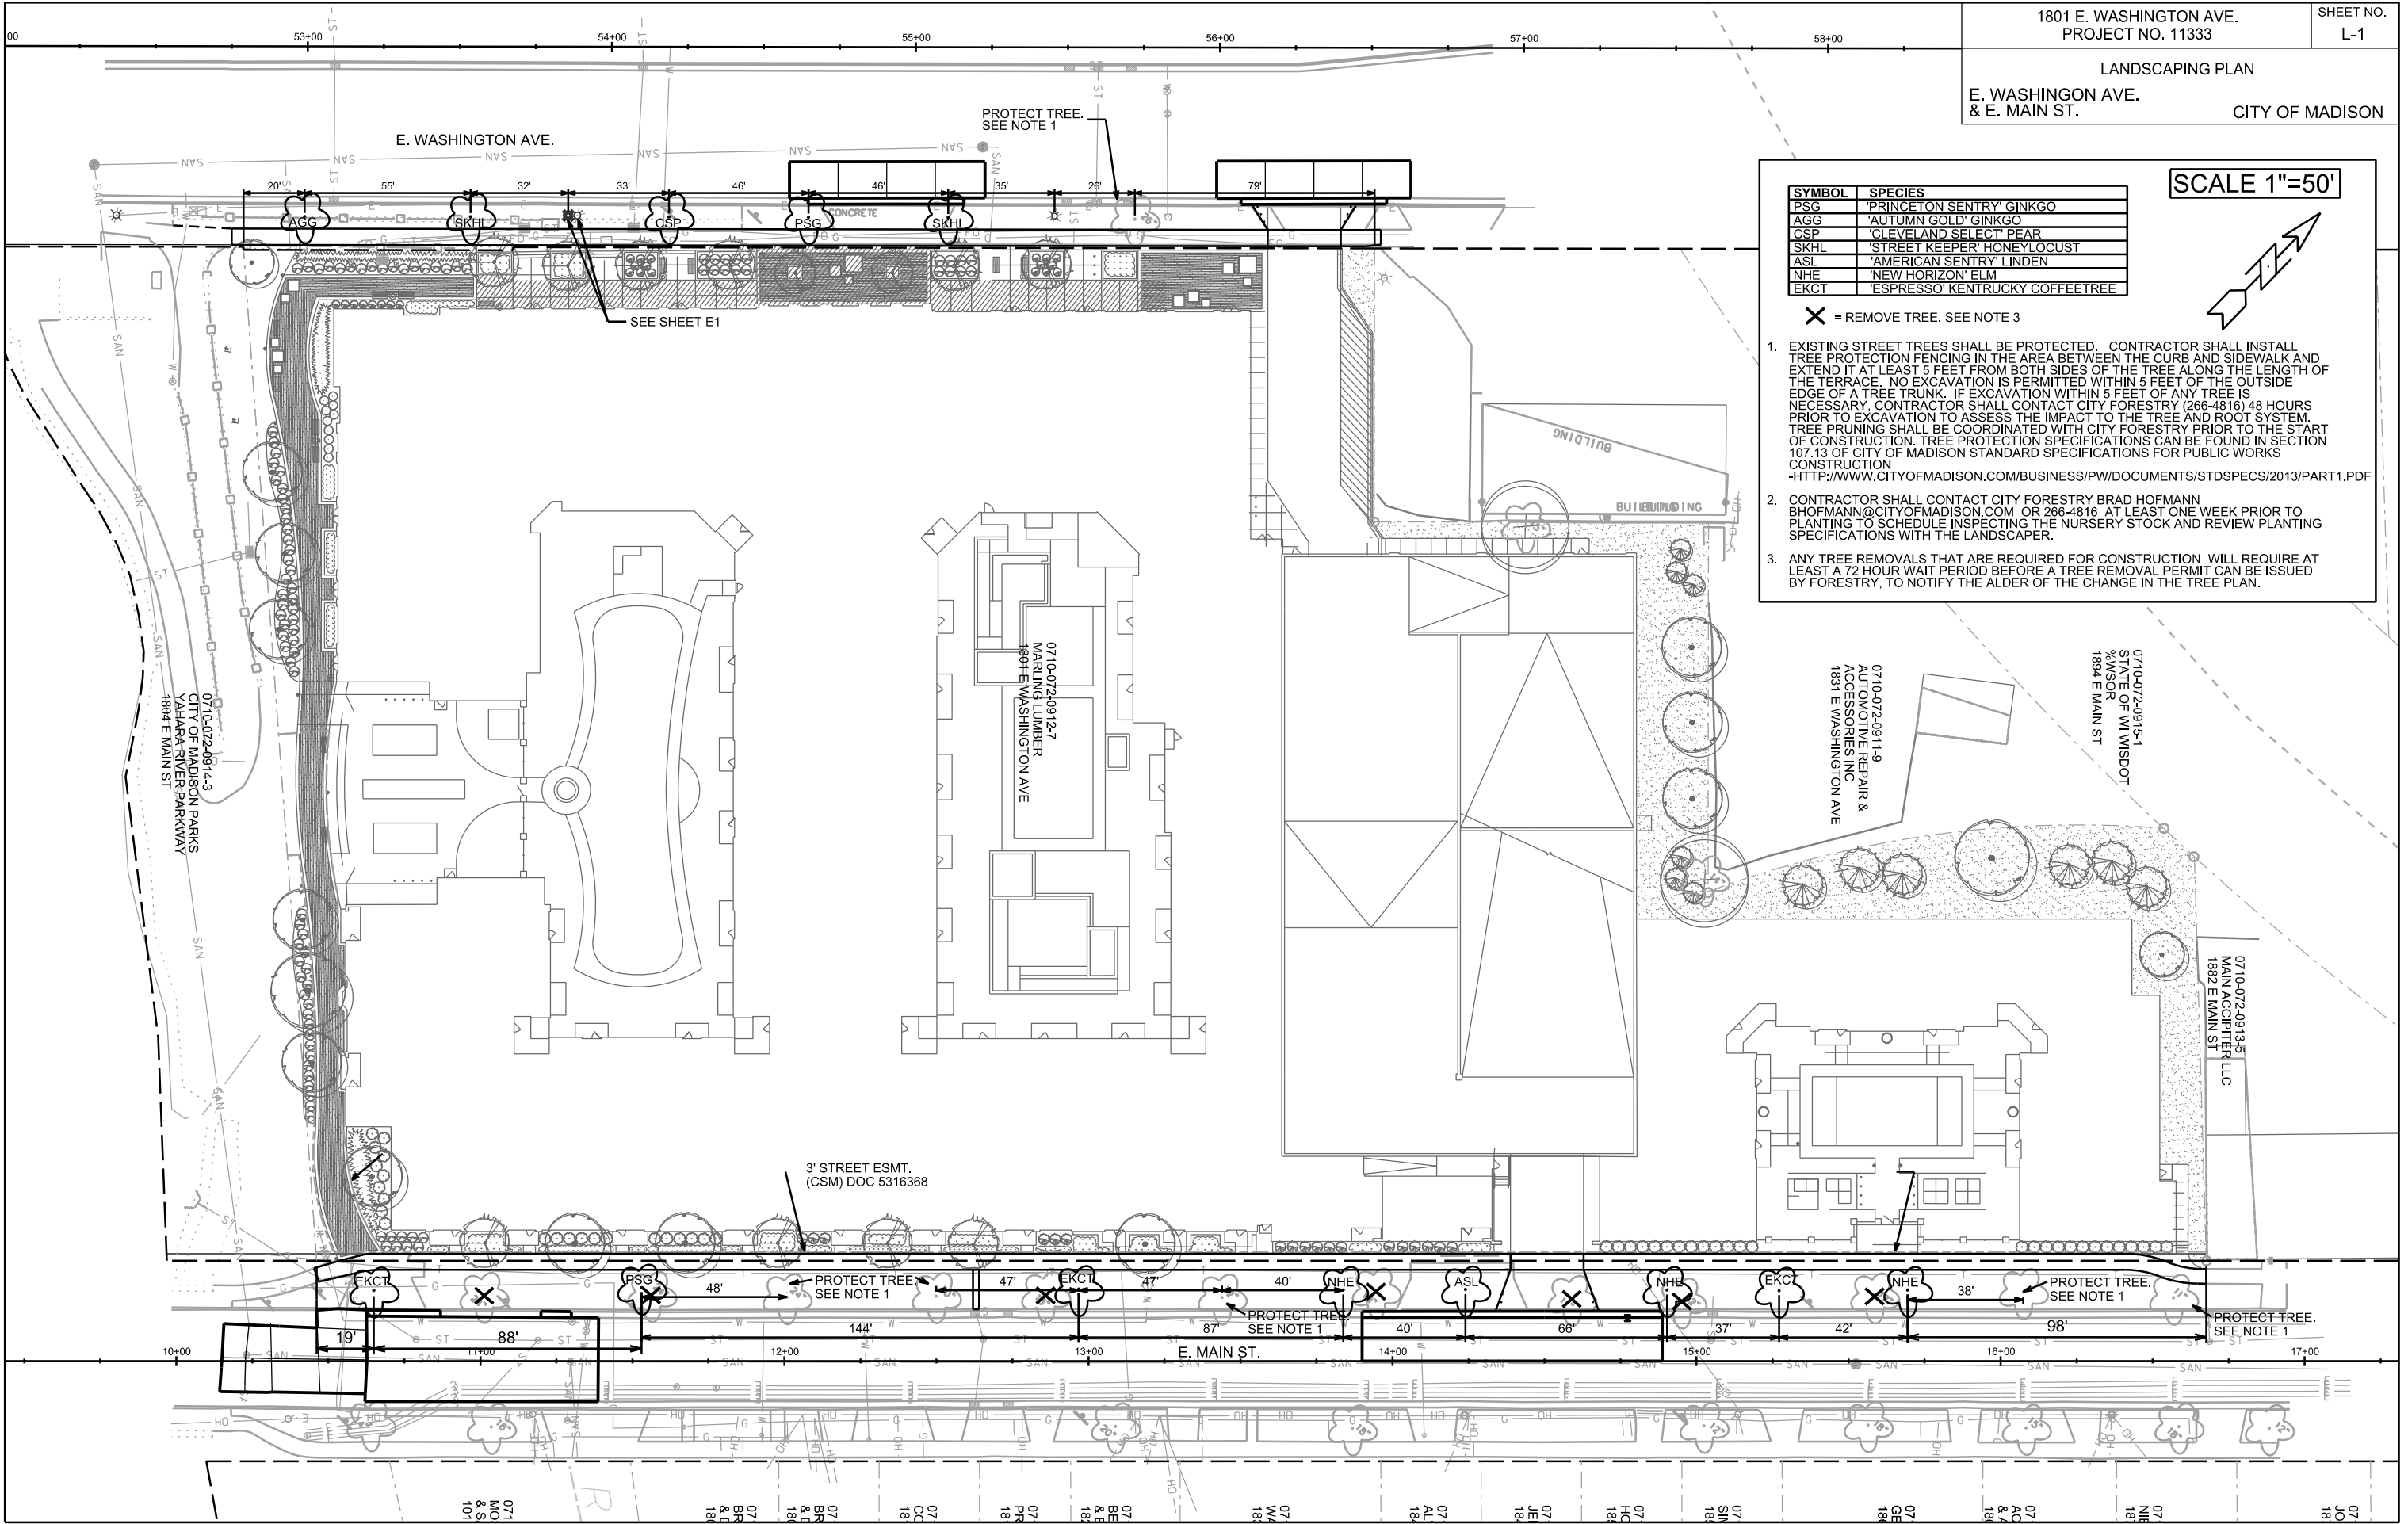 1801 E. WASHINGTON AVE.
PROJECT NO. 11333
SHEET NO.
L-1
LANDSCAPING PLAN
E. WASHINGON AVE.
& E. MAIN ST.
CITY OF MADISON
53+00 54+00 55+00 56+00 57+00 58+00
E. WASHINGTON AVE.
PROTECT TREE.
SEE NOTE 1
20' 55' 32' 33' 46' 46' 35' 26' 79'
AGG SKHL CSP PSG SKHL
CONCRETE
SEE SHEET E1
SCALE 1"=50'
SYMBOL SPECIES
PSG 'PRINCETON SENTRY' GINKGO
AGG 'AUTUMN GOLD' GINKGO
CSP 'CLEVELAND SELECT' PEAR
SKHL 'STREET KEEPER' HONEYLOCUST
ASL 'AMERICAN SENTRY' LINDEN
NHE 'NEW HORIZON' ELM
EKCT 'ESPRESSO' KENTRUCKY COFFEETREE
= REMOVE TREE. SEE NOTE 3
1. EXISTING STREET TREES SHALL BE PROTECTED. CONTRACTOR SHALL INSTALL
TREE PROTECTION FENCING IN THE AREA BETWEEN THE CURB AND SIDEWALK AND
EXTEND IT AT LEAST 5 FEET FROM BOTH SIDES OF THE TREE ALONG THE LENGTH OF
THE TERRACE. NO EXCAVATION IS PERMITTED WITHIN 5 FEET OF THE OUTSIDE
EDGE OF A TREE TRUNK. IF EXCAVATION WITHIN 5 FEET OF ANY TREE IS
NECESSARY, CONTRACTOR SHALL CONTACT CITY FORESTRY (266-4816) 48 HOURS
PRIOR TO EXCAVATION TO ASSESS THE IMPACT TO THE TREE AND ROOT SYSTEM.
TREE PRUNING SHALL BE COORDINATED WITH CITY FORESTRY PRIOR TO THE START
OF CONSTRUCTION. TREE PROTECTION SPECIFICATIONS CAN BE FOUND IN SECTION
107.13 OF CITY OF MADISON STANDARD SPECIFICATIONS FOR PUBLIC WORKS
CONSTRUCTION
-HTTP://WWW.CITYOFMADISON.COM/BUSINESS/PW/DOCUMENTS/STDSPECS/2013/PART1.PDF
2. CONTRACTOR SHALL CONTACT CITY FORESTRY BRAD HOFMANN
BHOFMANN@CITYOFMADISON.COM OR 266-4816 AT LEAST ONE WEEK PRIOR TO
PLANTING TO SCHEDULE INSPECTING THE NURSERY STOCK AND REVIEW PLANTING
SPECIFICATIONS WITH THE LANDSCAPER.
3. ANY TREE REMOVALS THAT ARE REQUIRED FOR CONSTRUCTION WILL REQUIRE AT
LEAST A 72 HOUR WAIT PERIOD BEFORE A TREE REMOVAL PERMIT CAN BE ISSUED
BY FORESTRY, TO NOTIFY THE ALDER OF THE CHANGE IN THE TREE PLAN.
BUILDING
0710-072-0914-3
CITY OF MADISON PARKS
YAHARA RIVER PARKWAY
1804 E MAIN ST
0710-072-0912-7
MARLING LUMBER
1801 E WASHINGTON AVE
0710-072-0911-9
AUTOMOTIVE REPAIR &
ACCESSORIES INC
1831 E WASHINGTON AVE
0710-072-0915-1
STATE OF WI WISDOT
%WSOR
1894 E MAIN ST
0710-072-0913-5
MAIN ACCIPITER LLC
1882 E MAIN ST
3' STREET ESMT.
(CSM) DOC 5316368
EKCT PSG EKCT NHE ASL NHE EKCT NHE
48' 47' 47' 40' 38'
PROTECT TREE.
SEE NOTE 1
PROTECT TREE.
SEE NOTE 1
PROTECT TREE.
SEE NOTE 1
PROTECT TREE.
SEE NOTE 1
19' 88' 144' 87' 40' 66' 37' 42' 98'
10+00 11+00 12+00 13+00 14+00 15+00 16+00 17+00
E. MAIN ST.